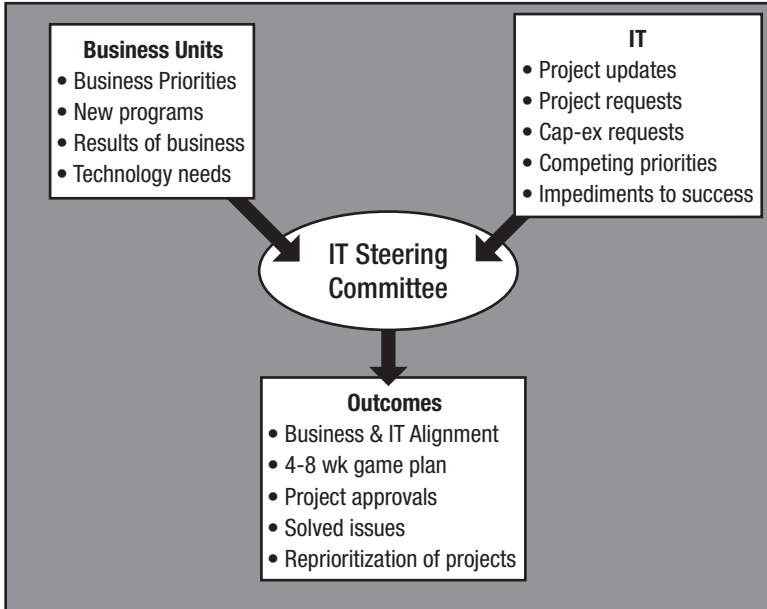 Business Units
• Business Priorities
• New programs
• Results of business
• Technology needs
IT
• Project updates
• Project requests
• Cap-ex requests
• Competing priorities
• Impediments to success
IT Steering
Committee
Outcomes
• Business & IT Alignment
• 4-8 wk game plan
• Project approvals
• Solved issues
• Reprioritization of projects